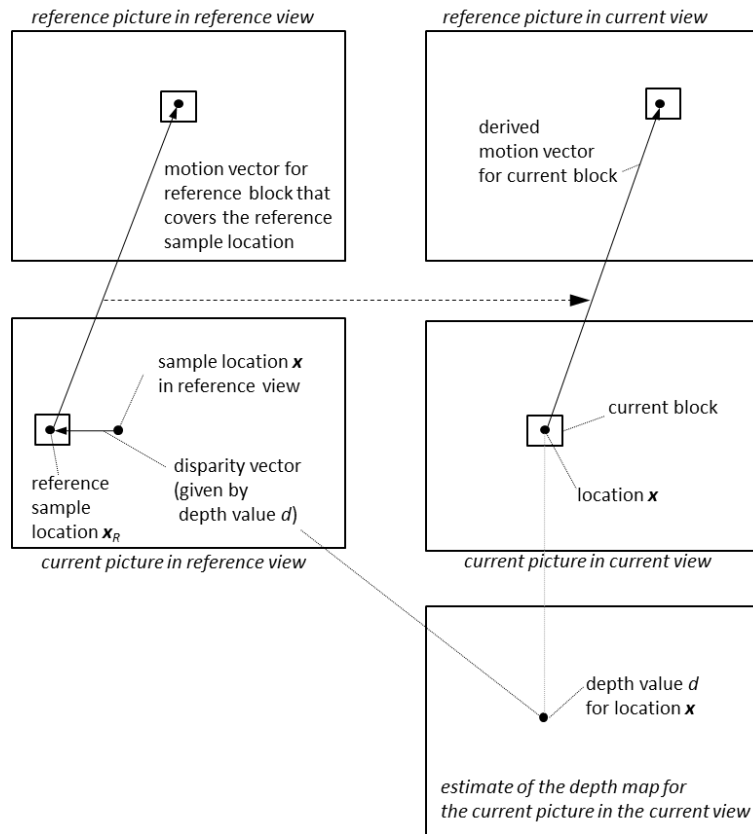 reference picture in reference view
reference picture in current view
motion vector for
reference block that
covers the reference
sample location
derived
motion vector
for current block
sample location x
in reference view
reference
sample
location xR
disparity vector
(given by
depth value d)
current block
location x
current picture in reference view
current picture in current view
depth value d
for location x
estimate of the depth map for
the current picture in the current view